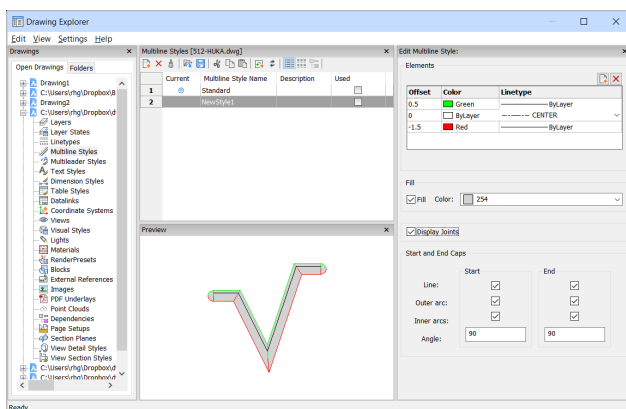 Drawing Explorer
Edit View Settings Help
Drawings
Open Drawings Folders
Drawing1
C:\Users\rhg\Dropbox\B
Drawing2
C:\Users\rhg\Dropbox\d
Layers
Layer States
Linetypes
Multiline Styles
Multileader Styles
Text Styles
Dimension Styles
Table Styles
Datalinks
Coordinate Systems
Views
Visual Styles
Lights
Materials
RenderPresets
Blocks
External References
Images
PDF Underlays
Point Clouds
Dependencies
Page Setups
Section Planes
View Detail Styles
View Section Styles
C:\Users\rhg\Dropbox\d
C:\Users\rhg\Dropbox\d
Ready
Multiline Styles [512-HUKA.dwg]
Current Multiline Style Name Description Used
1 Standard
2 NewStyle1
Preview
Edit Multiline Style:
Elements
Offset Color Linetype
0.5 Green ByLayer
0 ByLayer CENTER
-1.5 Red ByLayer
Fill
Fill Color: 254
Display Joints
Start and End Caps
Start End
Line:
Outer arc:
Inner arcs:
Angle: 90 90